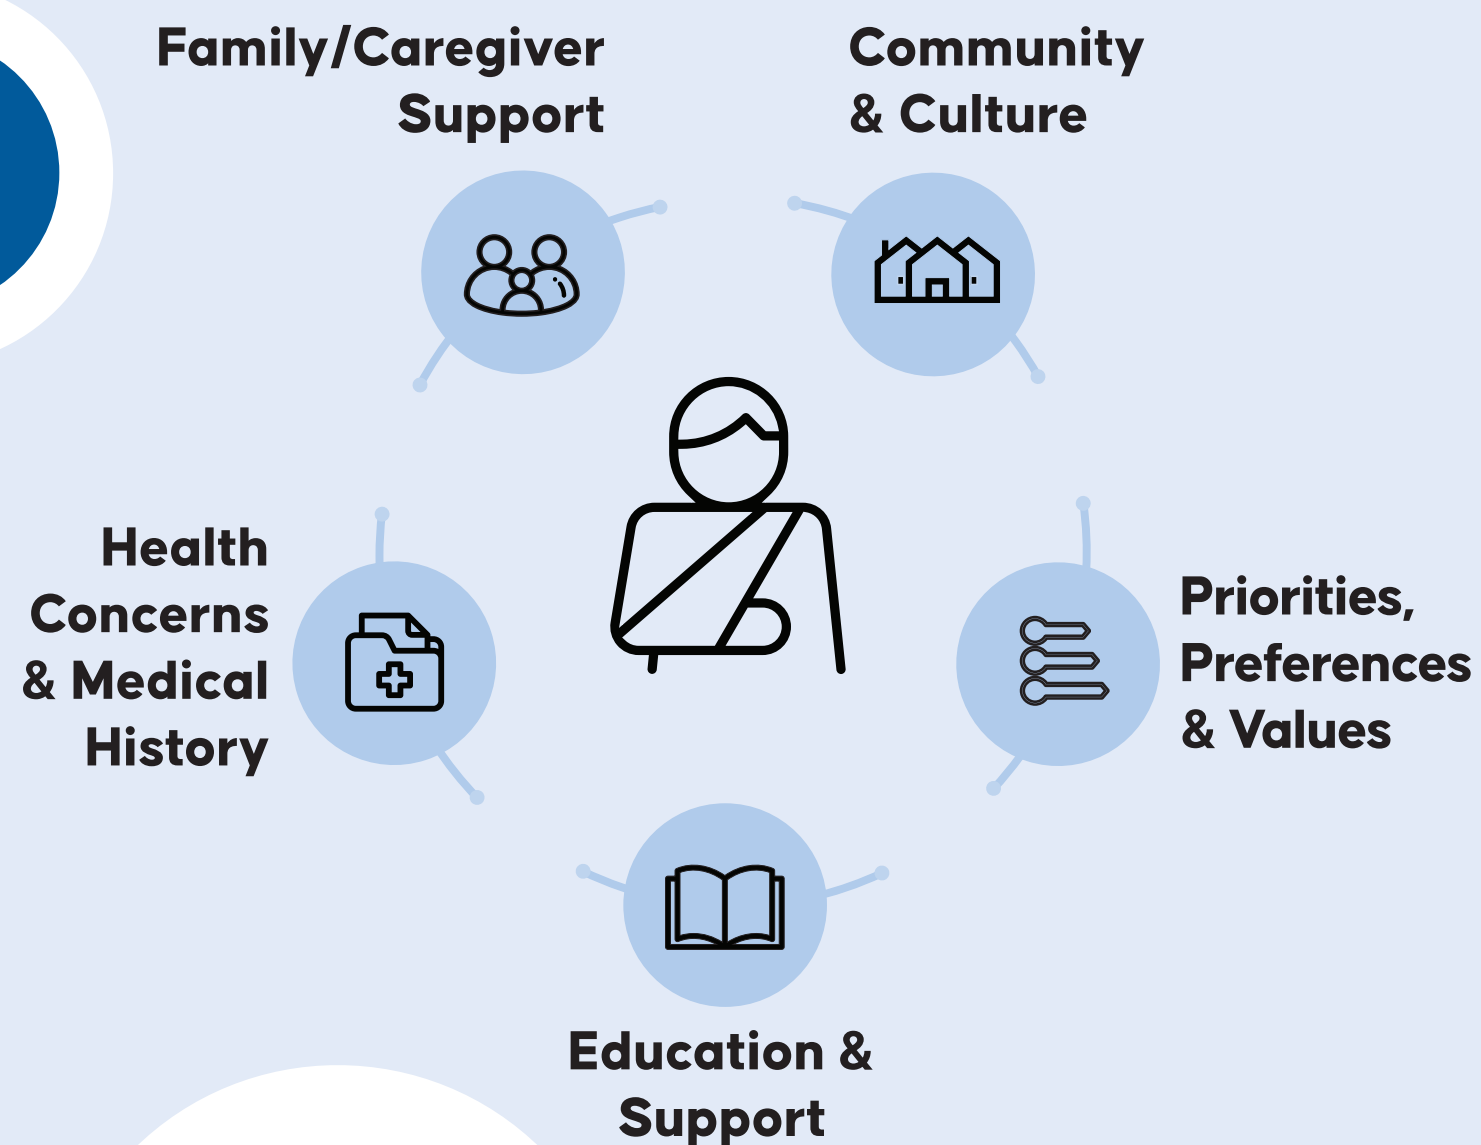 Family/Caregiver
Support
Community
& Culture
Health
Concerns
& Medical
History
Priorities,
Preferences
& Values
Education &
Support